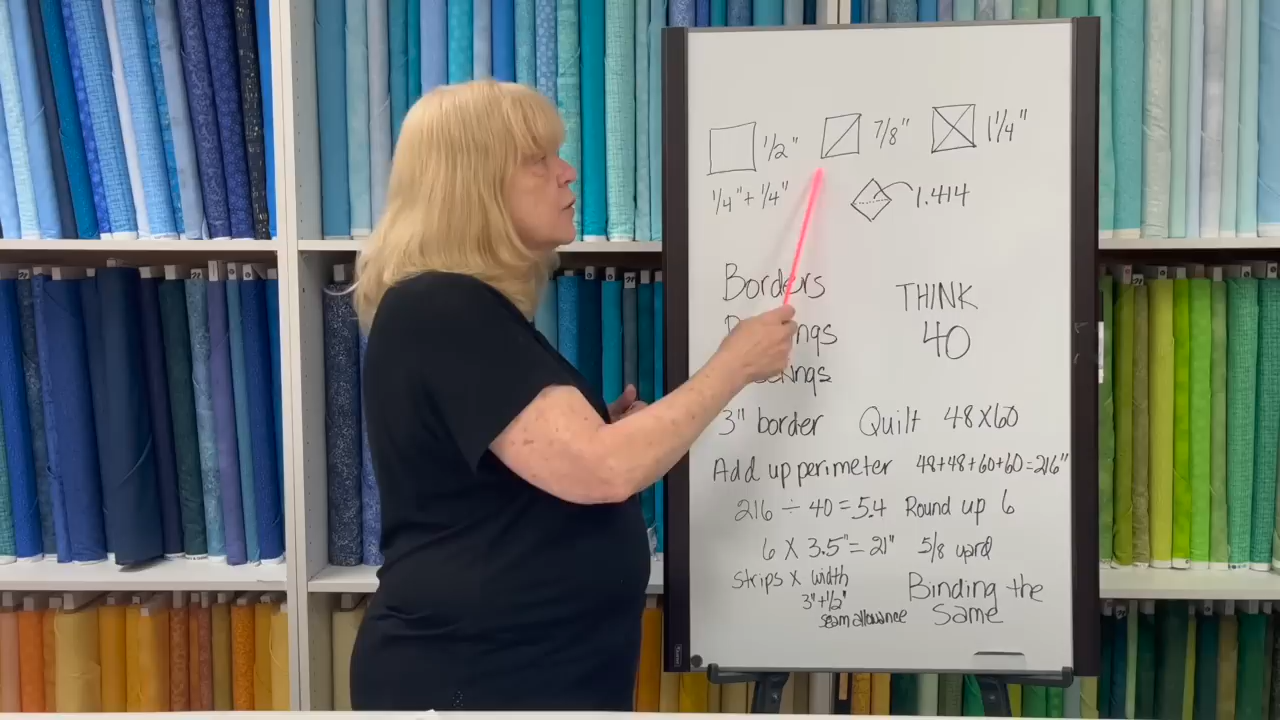 1/2" 7/8" 1 1/4"
1/4" + 1/4" 1.414
Borders
THINK
40
3" border Quilt 48X60
Add up perimeter 48+48+60+60=216"
216 ÷ 40 = 5.4 Round up 6
6 X 3.5" = 21" 5/8 yard
strips x width Binding the
3"+1/2" Same
seam allowance